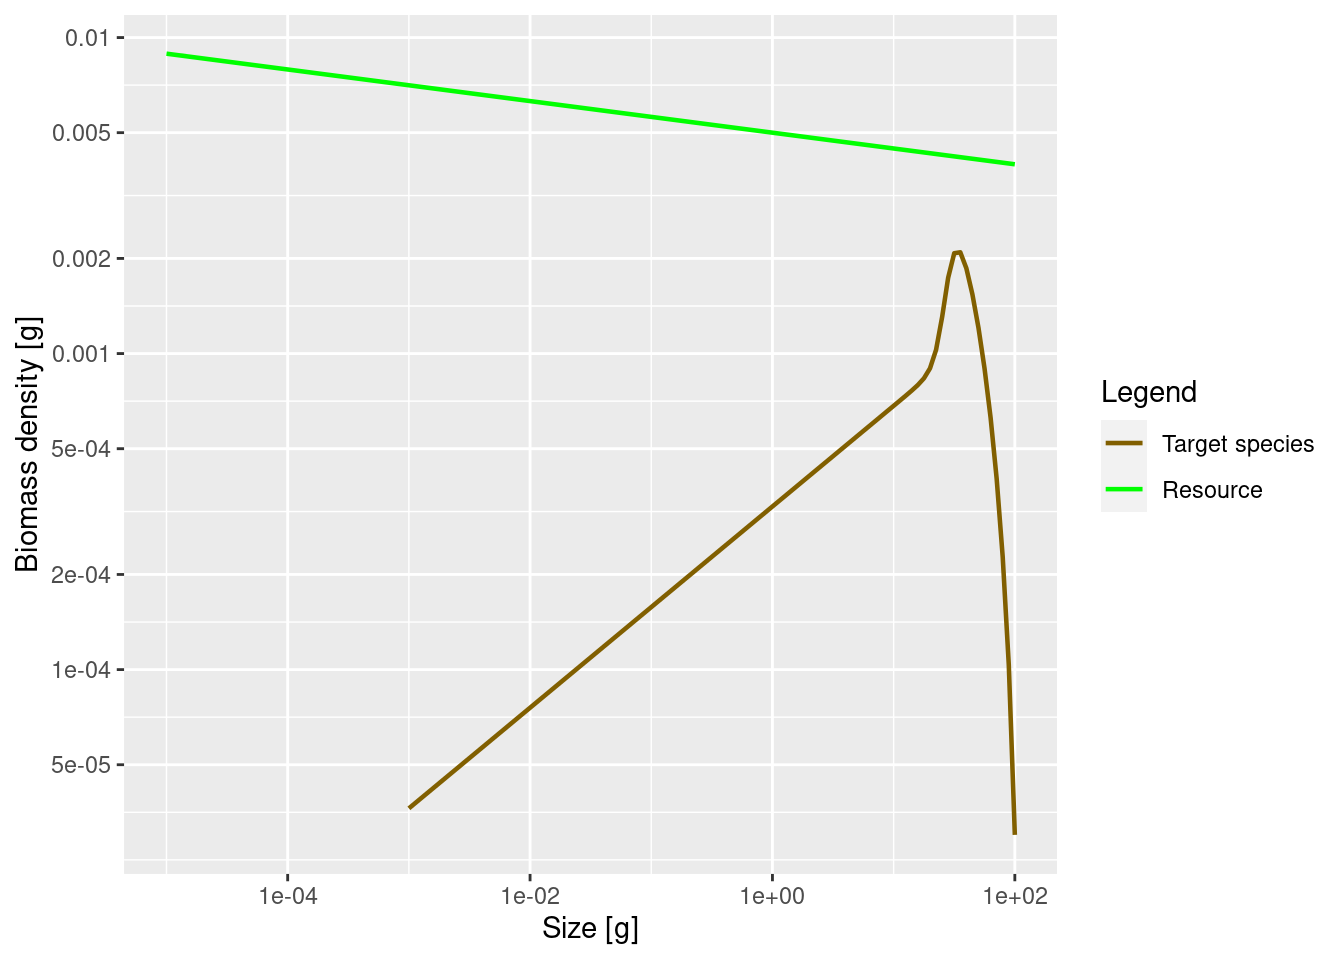 0.01
0.005
0.002
0.001
5e-04
2e-04
1e-04
5e-05
Biomass density [g]
1e-04
1e-02
1e+00
1e+02
Size [g]
Legend
Target species
Resource